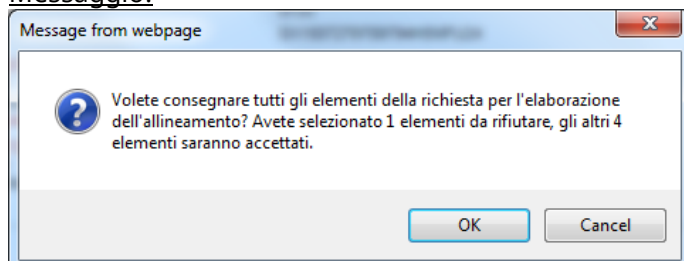 Messaggio:
Message from webpage
x
Volete consegnare tutti gli elementi della richiesta per l'elaborazione
dell'allineamento? Avete selezionato 1 elementi da rifiutare, gli altri 4
elementi saranno accettati.
OK
Cancel